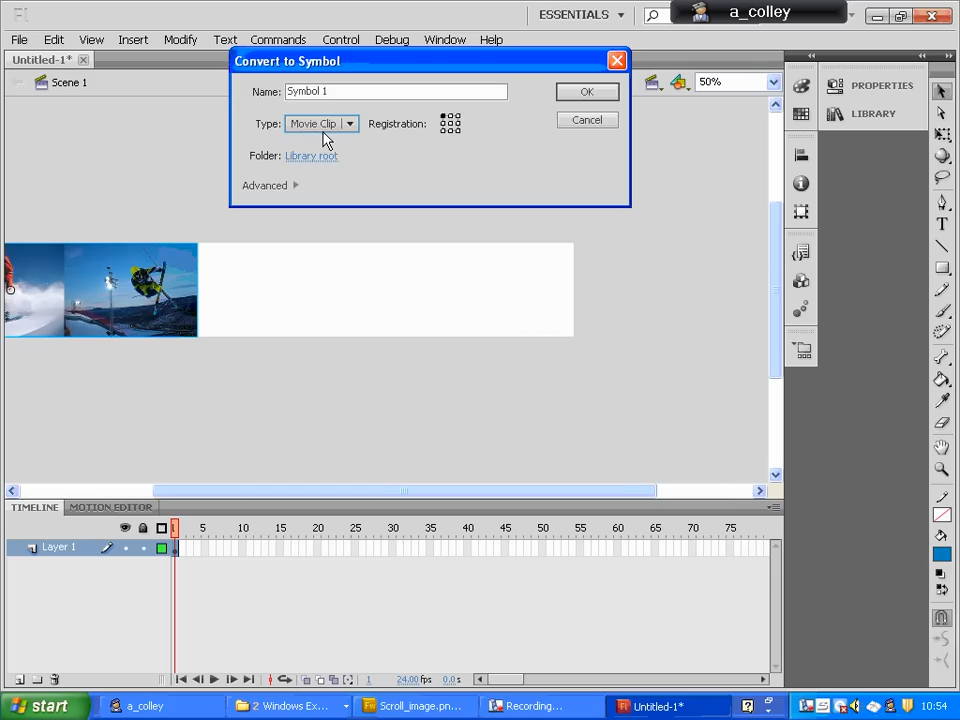 Fl
ESSENTIALS
a_colley
File Edit View Insert Modify Text Commands Control Debug Window Help
Untitled-1*
Scene 1
50%
Convert to Symbol
Name: Symbol 1
OK
Type: Movie Clip
Registration:
Cancel
Folder: Library root
Advanced
PROPERTIES
LIBRARY
TIMELINE MOTION EDITOR
1 5 10 15 20 25 30 35 40 45 50 55 60 65 70 75
Layer 1
1 24.00 fps 0.0 s
start
a_colley
2 Windows Ex...
Scroll_image.pn...
Recording...
Untitled-1*
10:54